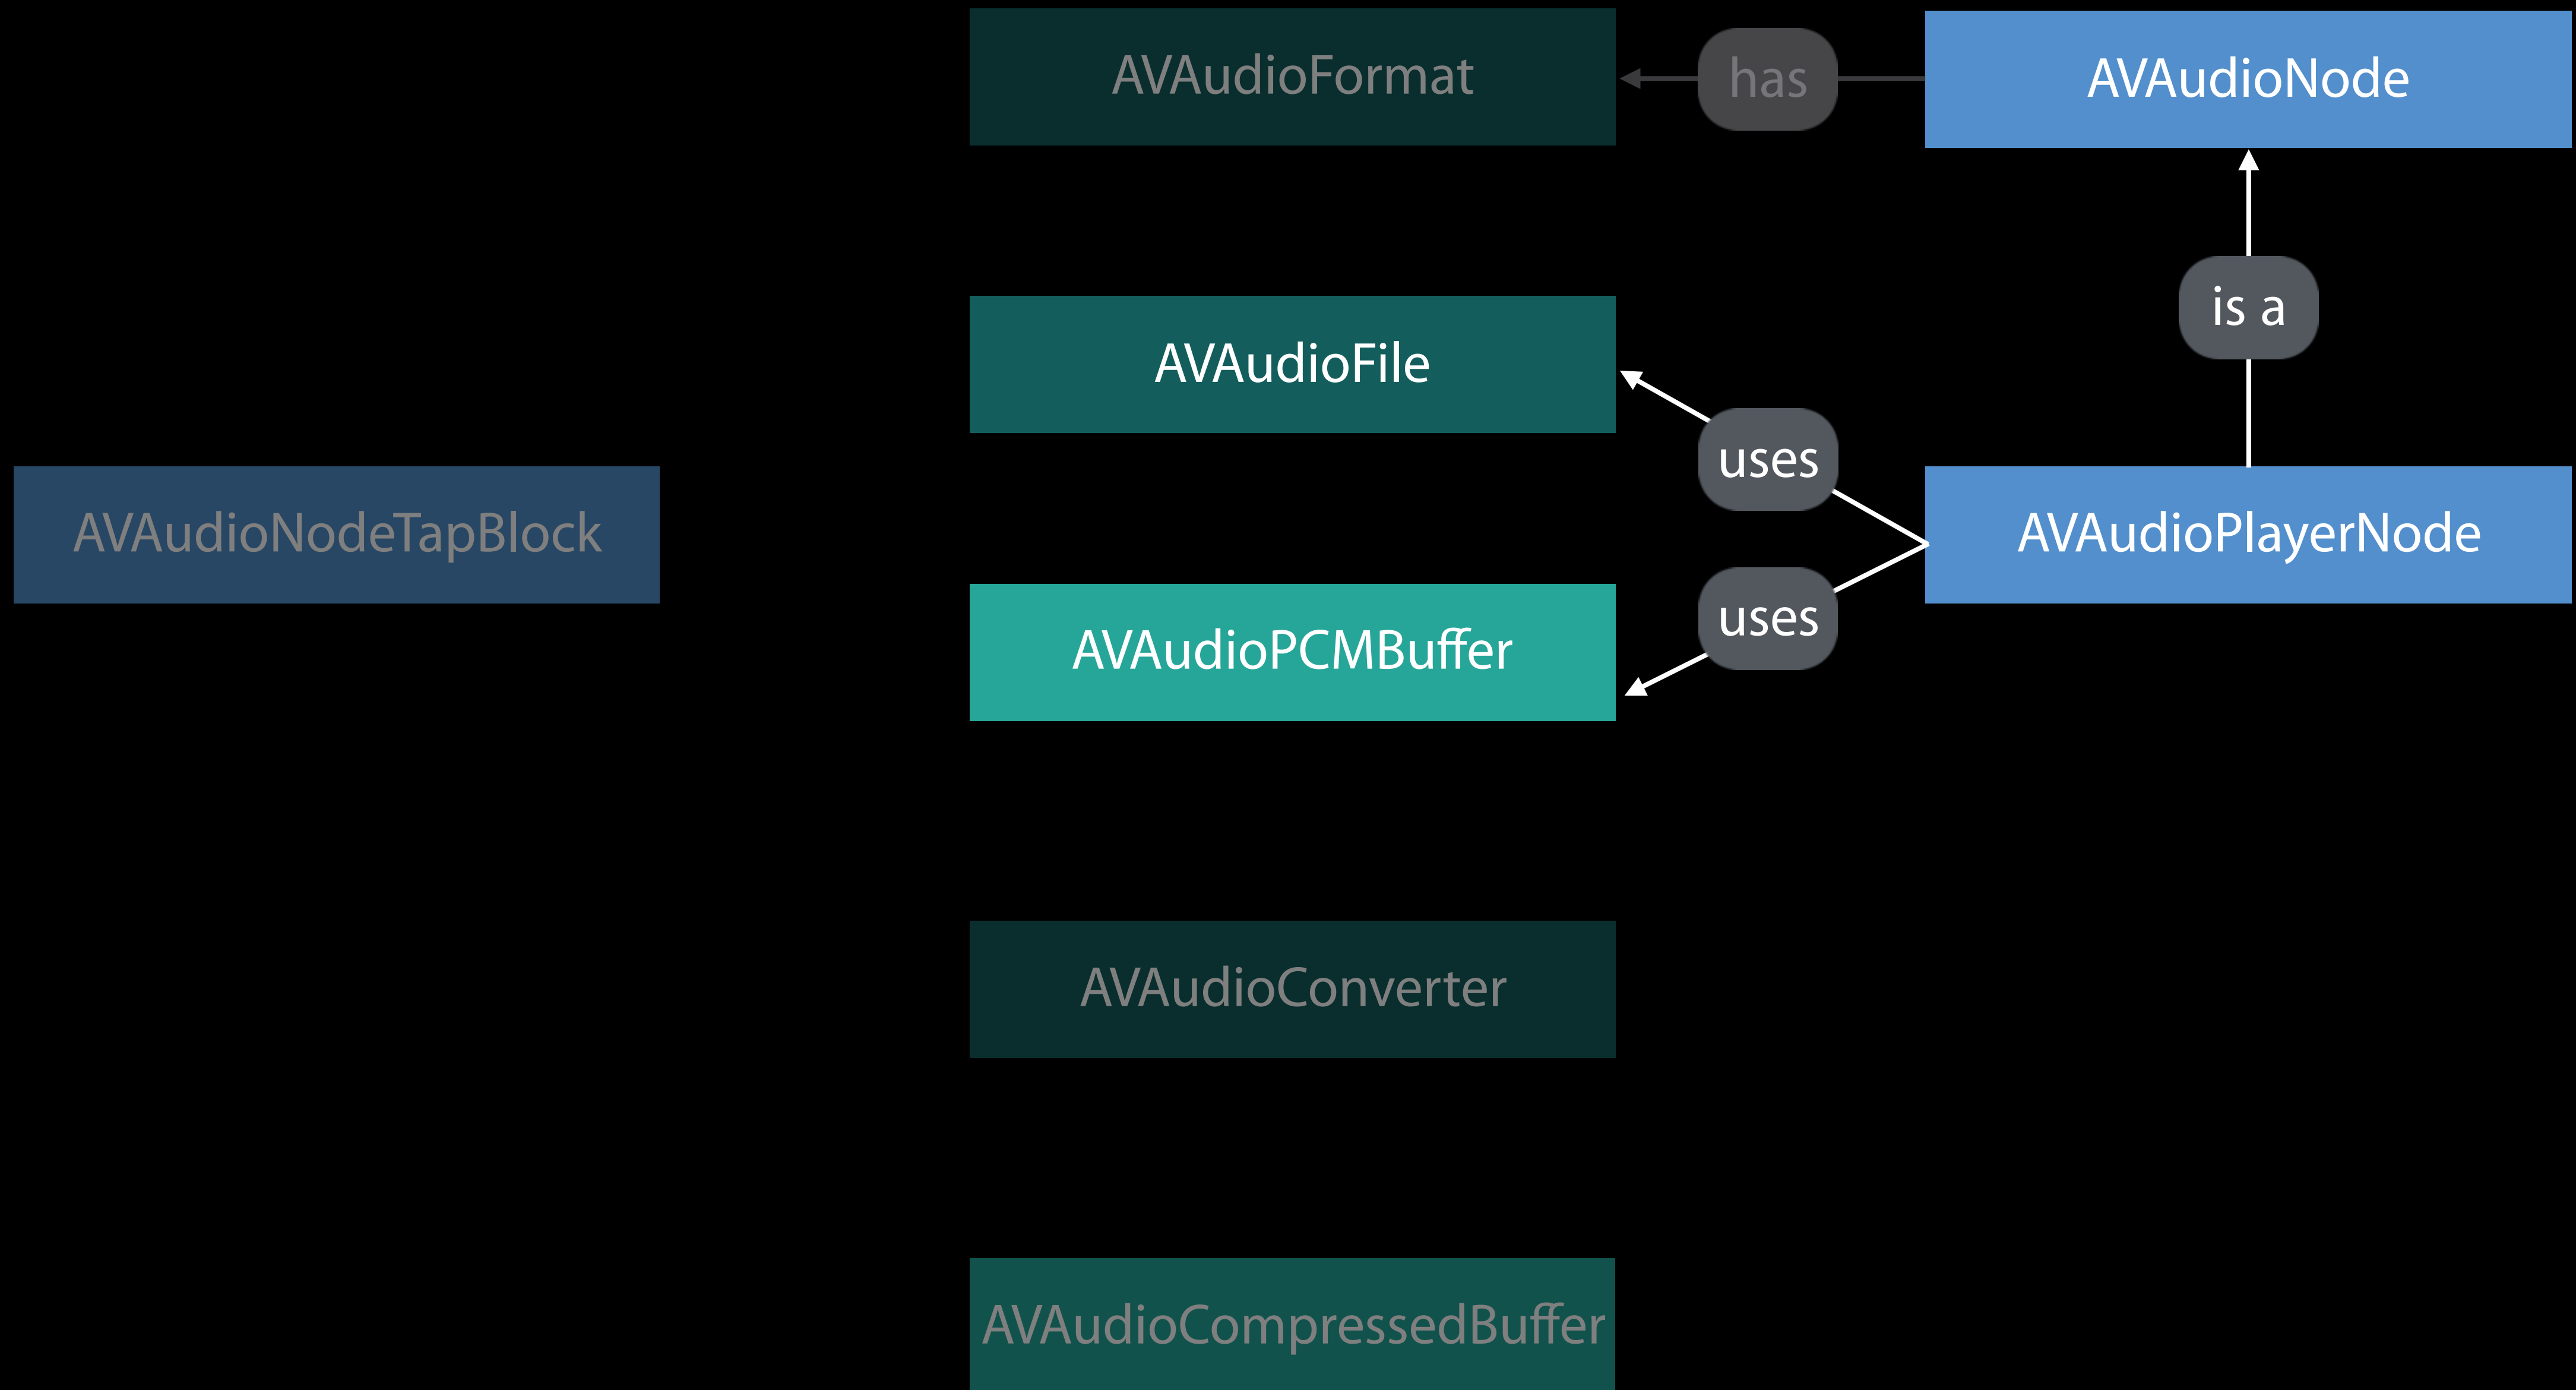 AVAudioFormat
has
AVAudioNode
is a
AVAudioFile
uses
AVAudioNodeTapBlock
AVAudioPlayerNode
uses
AVAudioPCMBuffer
AVAudioConverter
AVAudioCompressedBuffer